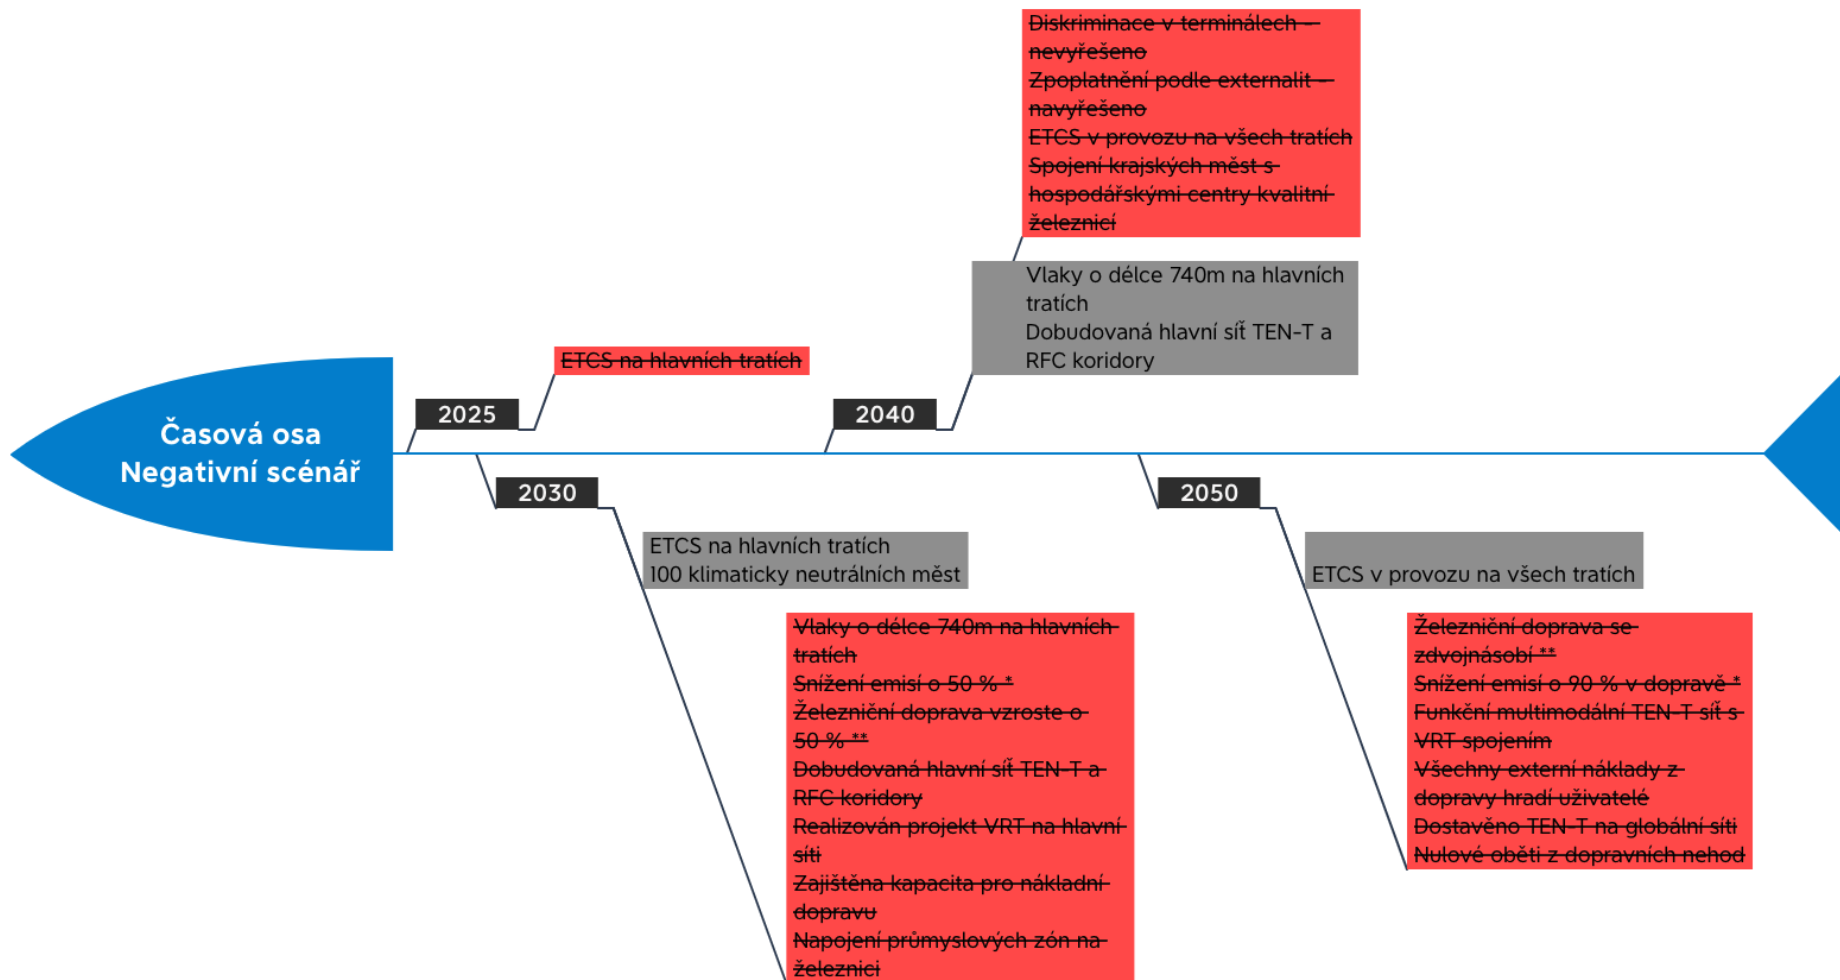 Časová osa
Negativní scénář
2025
ETCS na hlavních tratích
2030
ETCS na hlavních tratích
100 klimaticky neutrálních měst
Vlaky o délce 740m na hlavních
tratích
Snížení emisí o 50 % *
Železniční doprava vzroste o
50 % **
Dobudovaná hlavní síť TEN-T a
RFC koridory
Realizován projekt VRT na hlavní
síti
Zajištěna kapacita pro nákladní
dopravu
Napojení průmyslových zón na
železnici
2040
Diskriminace v terminálech -
nevyřešeno
Zpoplatnění podle externalit –
navyřešeno
ETCS v provozu na všech tratích
Spojení krajských měst s
hospodářskými centry kvalitní
železnicí
Vlaky o délce 740m na hlavních
tratích
Dobudovaná hlavní síť TEN-T a
RFC koridory
2050
ETCS v provozu na všech tratích
Železniční doprava se
zdvojnásobí **
Snížení emisí o 90 % v dopravě *
Funkční multimodální TEN-T síť s
VRT spojením
Všechny externí náklady z
dopravy hradí uživatelé
Dostavěno TEN-T na globální síti
Nulové oběti z dopravních nehod